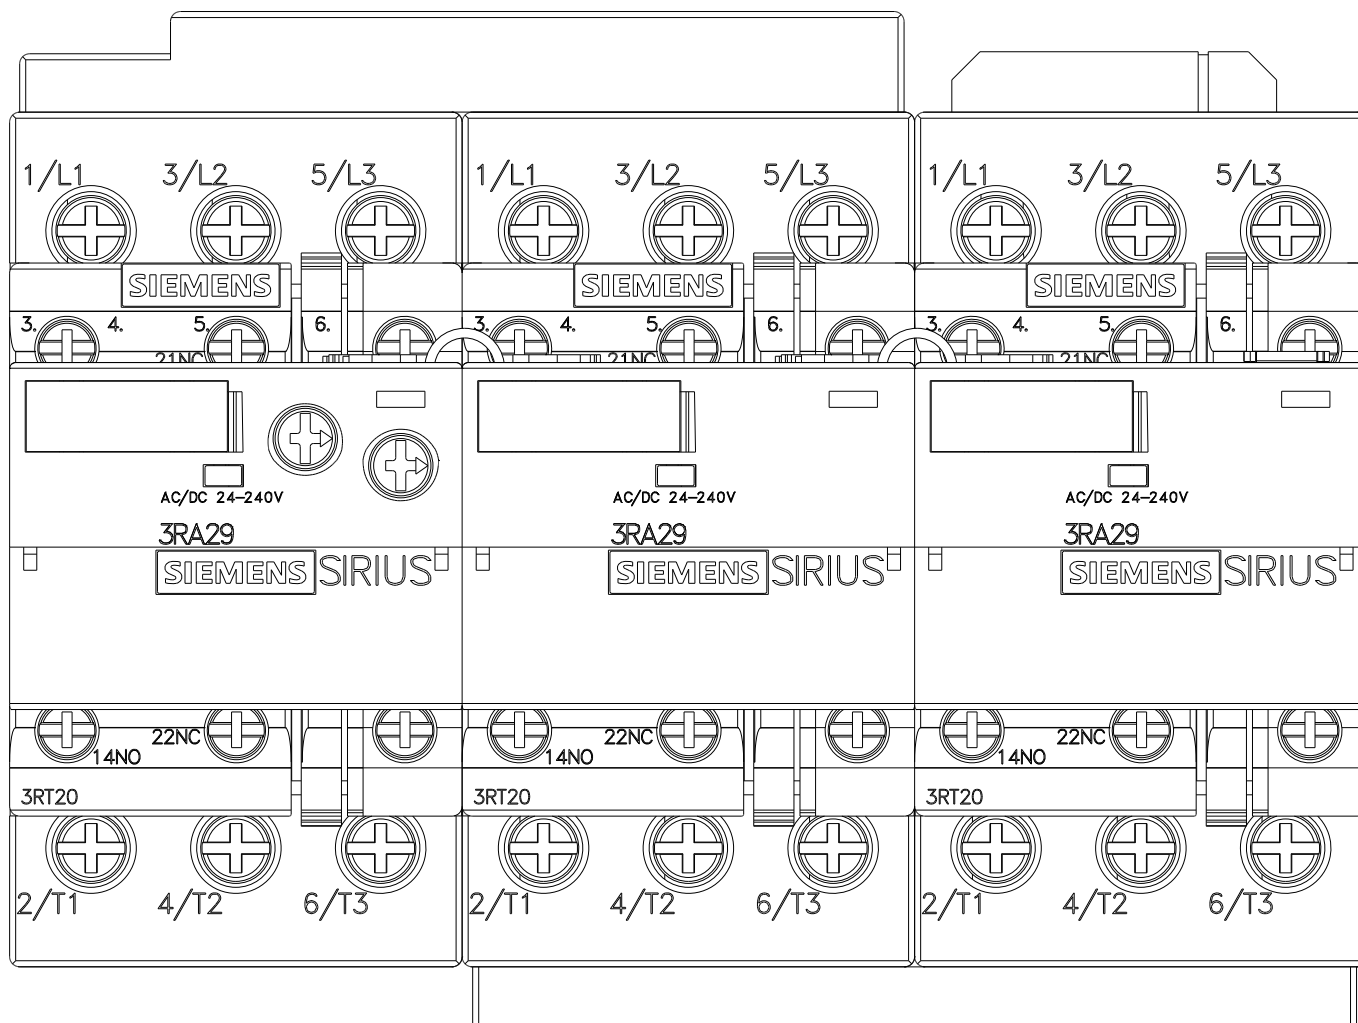 1/L1 3/L2 5/L3 1/L1 3/L2 5/L3 1/L1 3/L2 5/L3
SIEMENS SIEMENS SIEMENS
3. 4. 5. 6. 3. 4. 5. 6. 3. 4. 5. 6.
21NC 21NC 21NC
AC/DC 24-240V AC/DC 24-240V AC/DC 24-240V
3RA29 3RA29 3RA29
SIEMENS SIRIUS SIEMENS SIRIUS SIEMENS SIRIUS
22NC 22NC 22NC
14NO 14NO 14NO
3RT20 3RT20 3RT20
2/T1 4/T2 6/T3 2/T1 4/T2 6/T3 2/T1 4/T2 6/T3